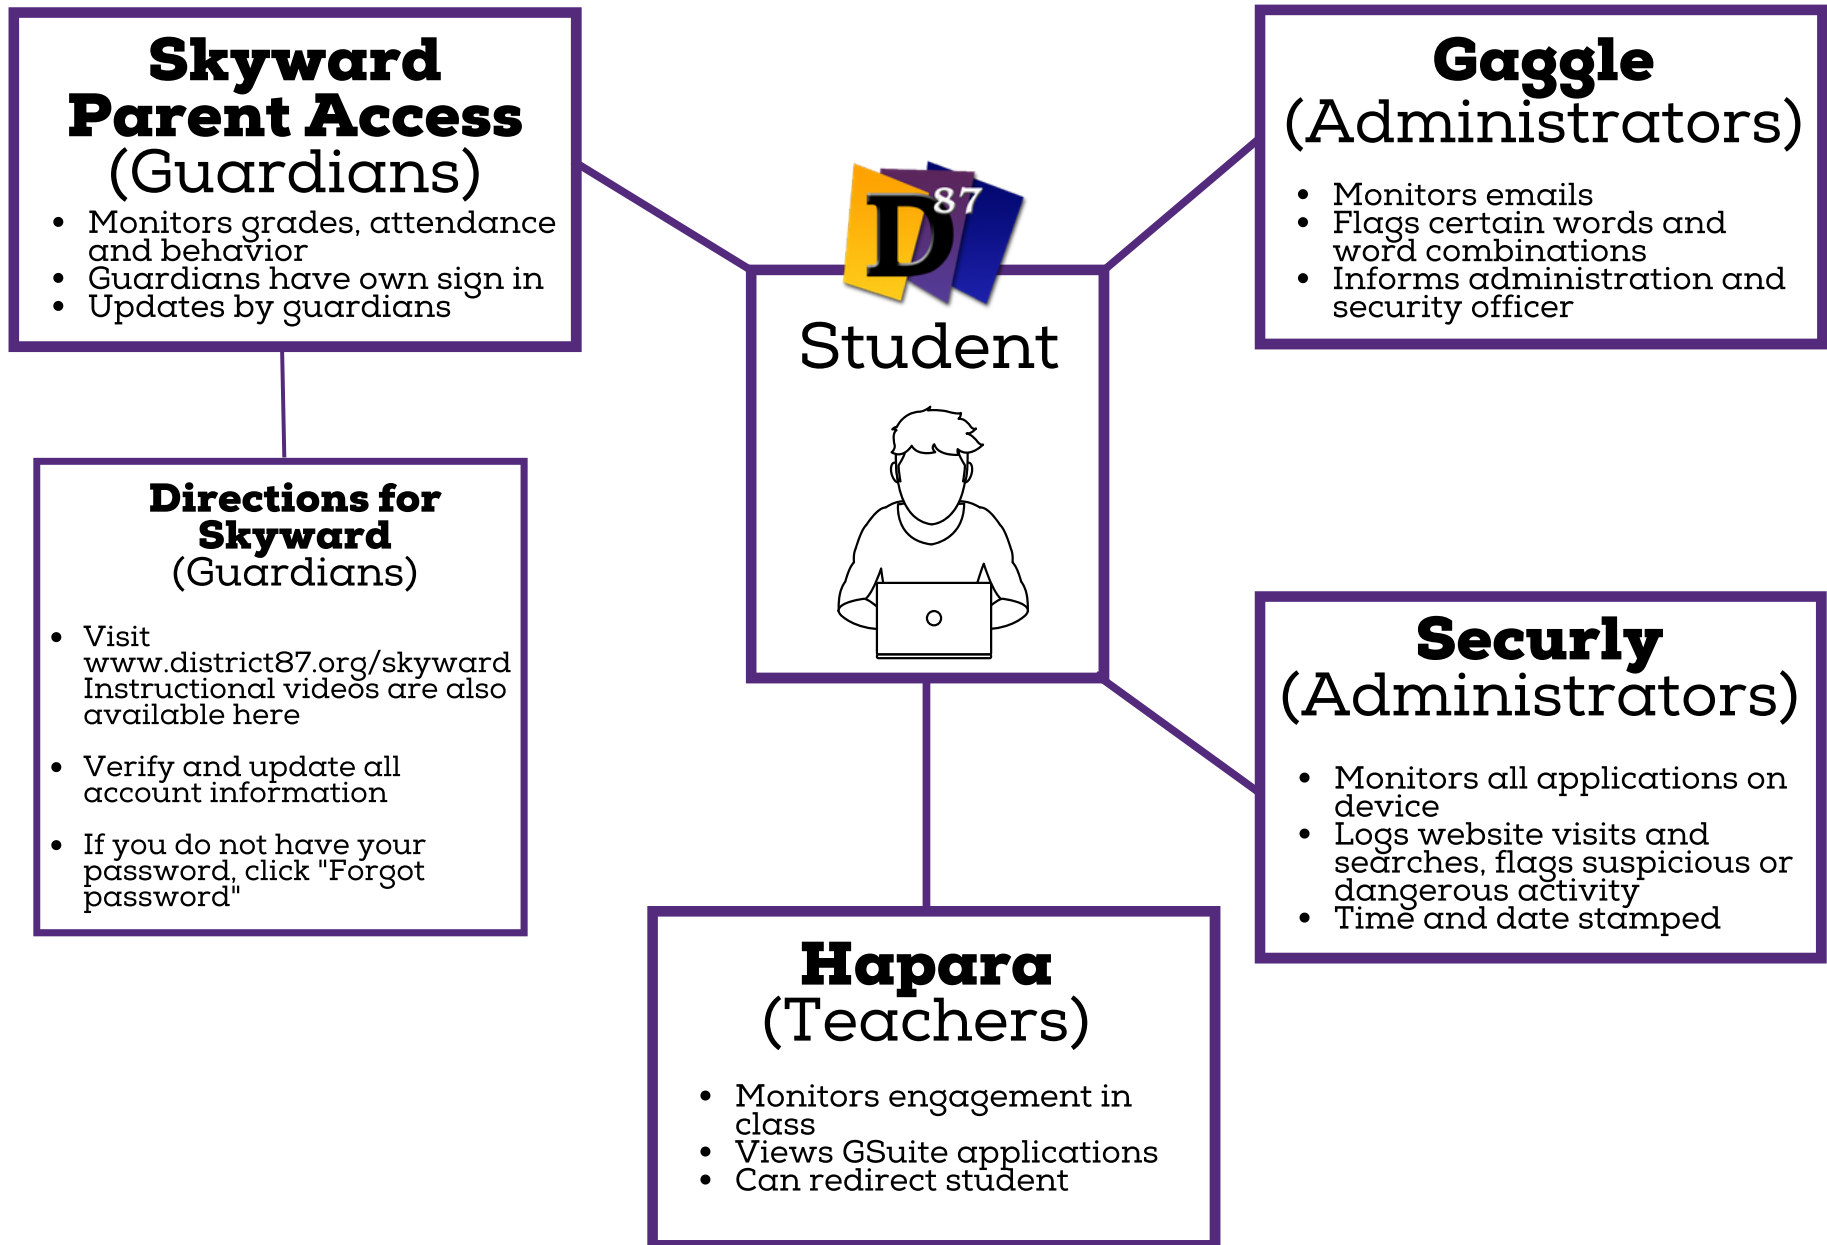 Skyward
Parent Access
(Guardians)
• Monitors grades, attendance
and behavior
• Guardians have own sign in
• Updates by guardians
Directions for
Skyward
(Guardians)
• Visit
www.district87.org/skyward
Instructional videos are also
available here
• Verify and update all
account information
• If you do not have your
password, click "Forgot
password"
D87
Student
Hapara
(Teachers)
• Monitors engagement in
class
• Views GSuite applications
• Can redirect student
Gaggle
(Administrators)
• Monitors emails
• Flags certain words and
word combinations
• Informs administration and
security officer
Securly
(Administrators)
• Monitors all applications on
device
• Logs website visits and
searches, flags suspicious or
dangerous activity
• Time and date stamped